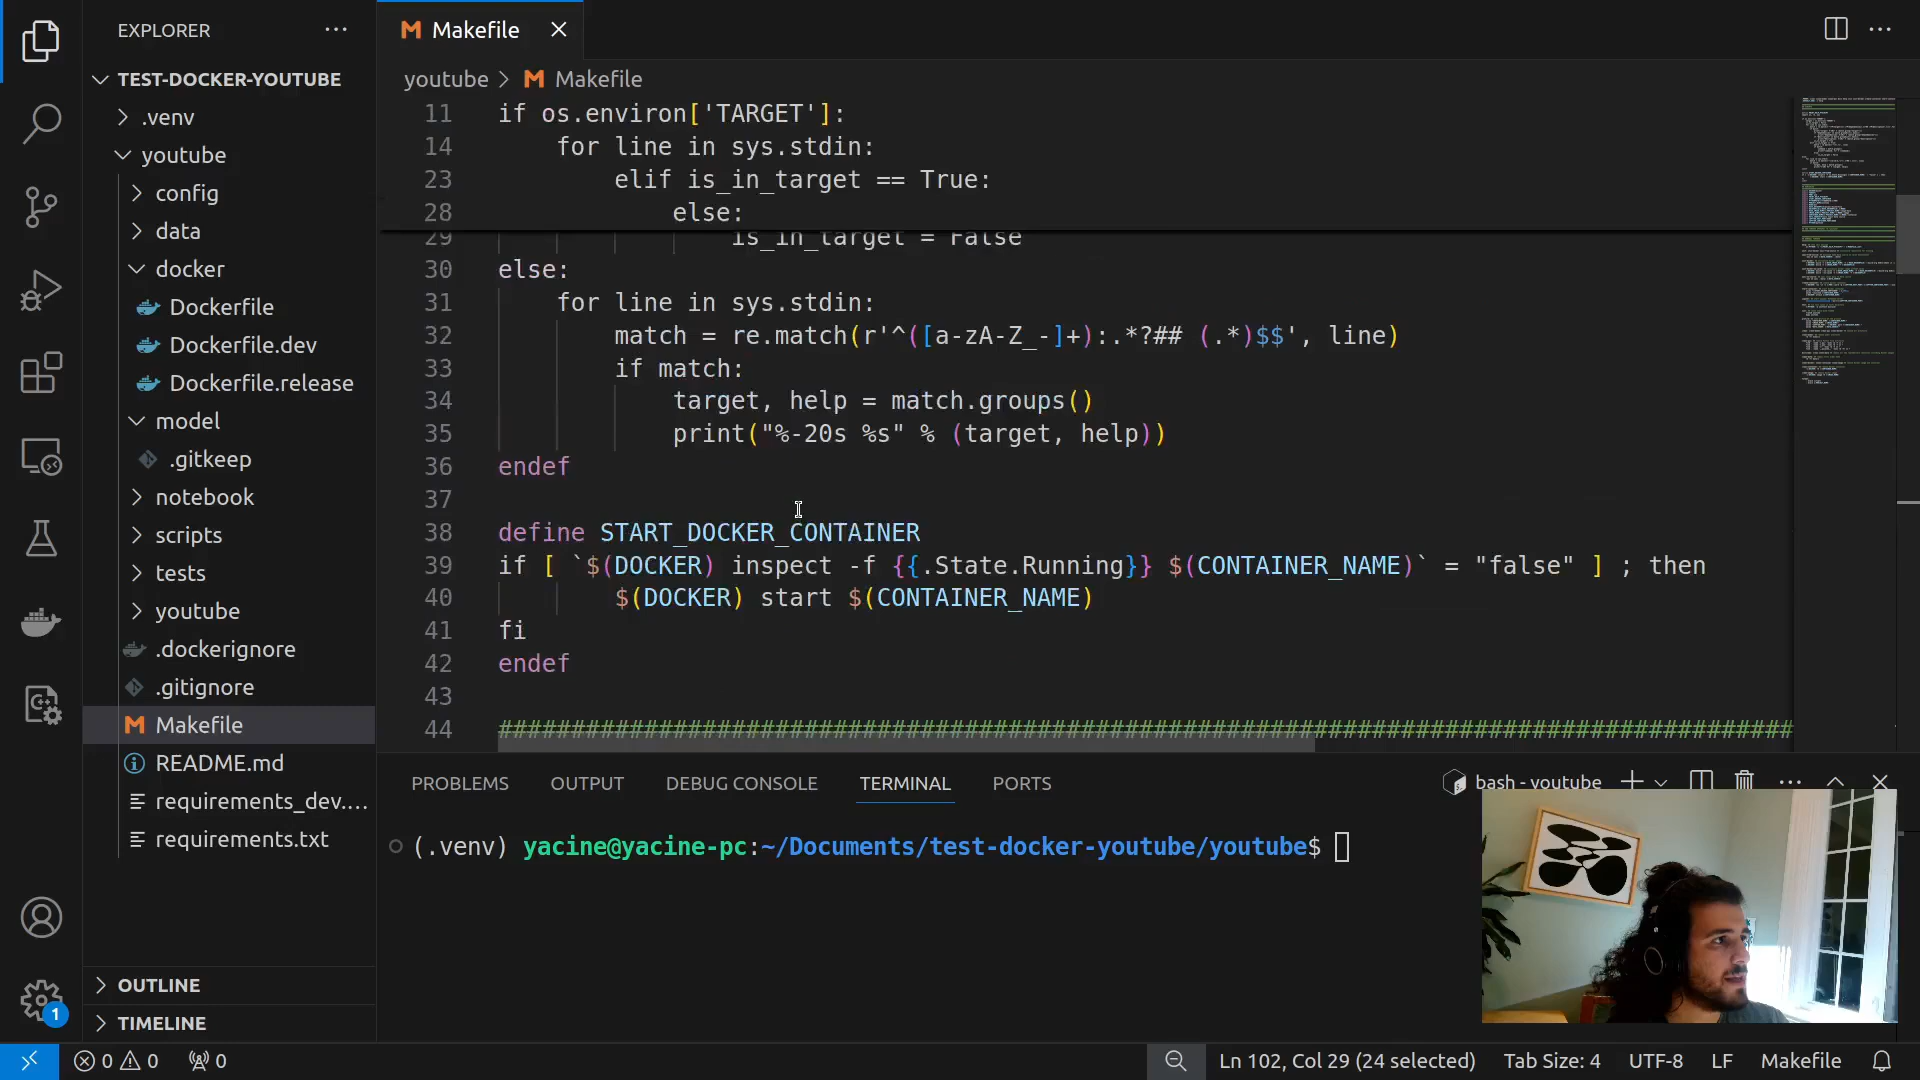 EXPLORER
TEST-DOCKER-YOUTUBE
.venv
youtube
config
data
docker
Dockerfile
Dockerfile.dev
Dockerfile.release
model
.gitkeep
notebook
scripts
tests
youtube
.dockerignore
.gitignore
Makefile
README.md
requirements_dev....
requirements.txt
OUTLINE
TIMELINE
Makefile
youtube > Makefile
11 if os.environ['TARGET']:
14     for line in sys.stdin:
23         elif is_in_target == True:
28             else:
29                 is_in_target = False
30 else:
31     for line in sys.stdin:
32         match = re.match(r'^([a-zA-Z_-]+):.*?## (.*)$$', line)
33         if match:
34             target, help = match.groups()
35             print("%-20s %s" % (target, help))
36 endef
37
38 define START_DOCKER_CONTAINER
39 if [ `$(DOCKER) inspect -f {{.State.Running}} $(CONTAINER_NAME)` = "false" ] ; then
40         $(DOCKER) start $(CONTAINER_NAME)
41 fi
42 endef
43
44 #########################################################################################
PROBLEMS OUTPUT DEBUG CONSOLE TERMINAL PORTS
bash - youtube
(.venv) yacine@yacine-pc:~/Documents/test-docker-youtube/youtube$
1
0 0 0
Ln 102, Col 29 (24 selected) Tab Size: 4 UTF-8 LF Makefile